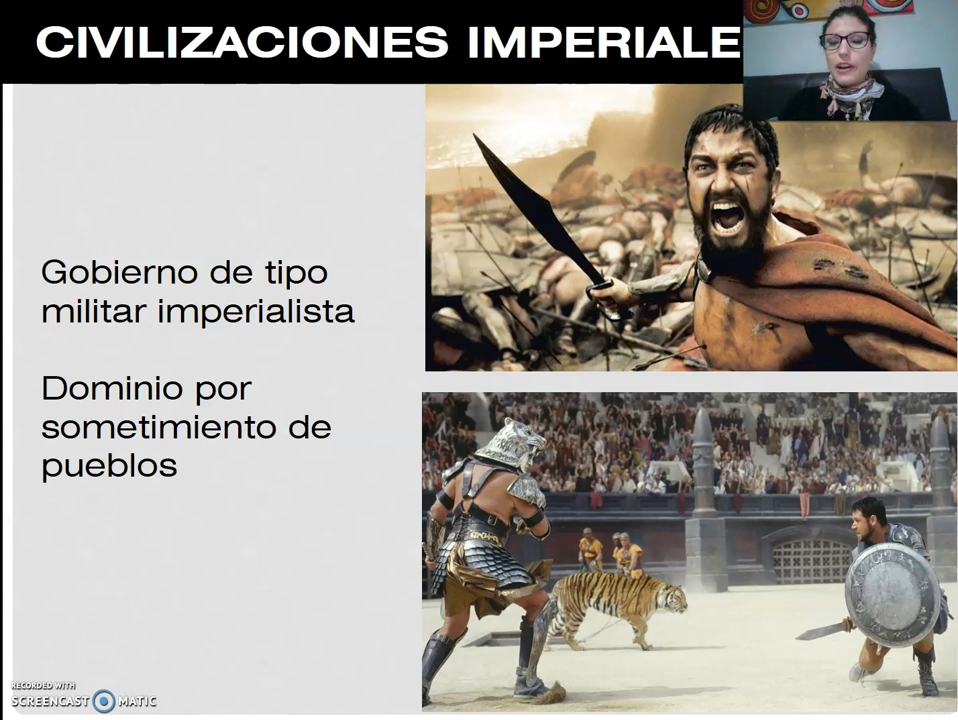 CIVILIZACIONES IMPERIALE
Gobierno de tipo
militar imperialista
Dominio por
sometimiento de
pueblos
RECORDED WITH
SCREENCAST MATIC